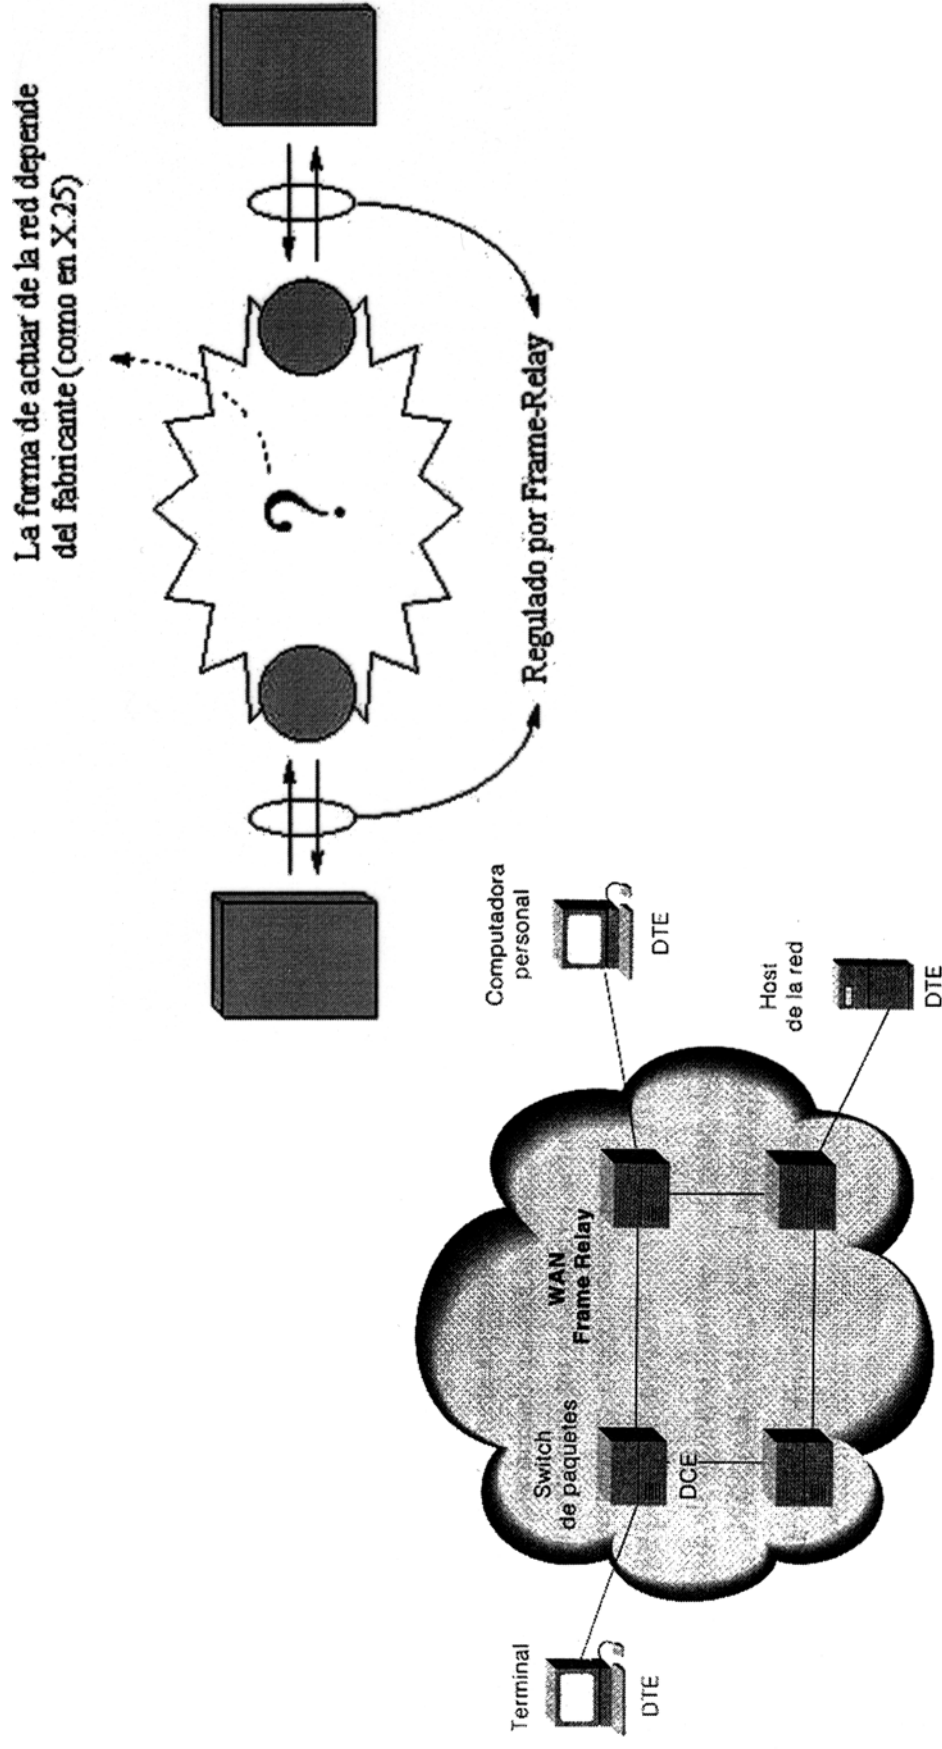 La forma de actuar de la red depende
del fabricante (como en X.25)
?
Regulado por Frame-Relay
Terminal
DTE
Switch
de paquetes
DCE
WAN
Frame Relay
Computadora
personal
DTE
Host
de la red
DTE